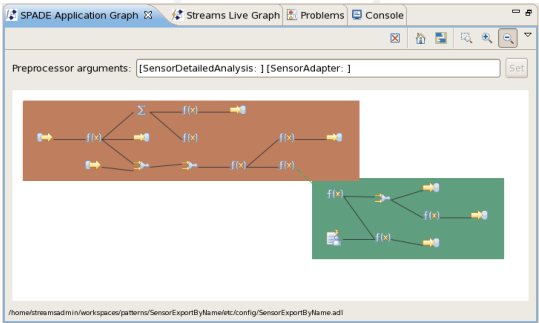 SPADE Application Graph Streams Live Graph Problems Console
Preprocessor arguments: [SensorDetailedAnalysis: ] [SensorAdapter: ] Set
Σ f(x)
f(x) f(x) f(x)
f(x) f(x)
f(x)
f(x)
f(x)
/home/streamsadmin/workspaces/patterns/SensorExportByName/etc/config/SensorExportByName.adl